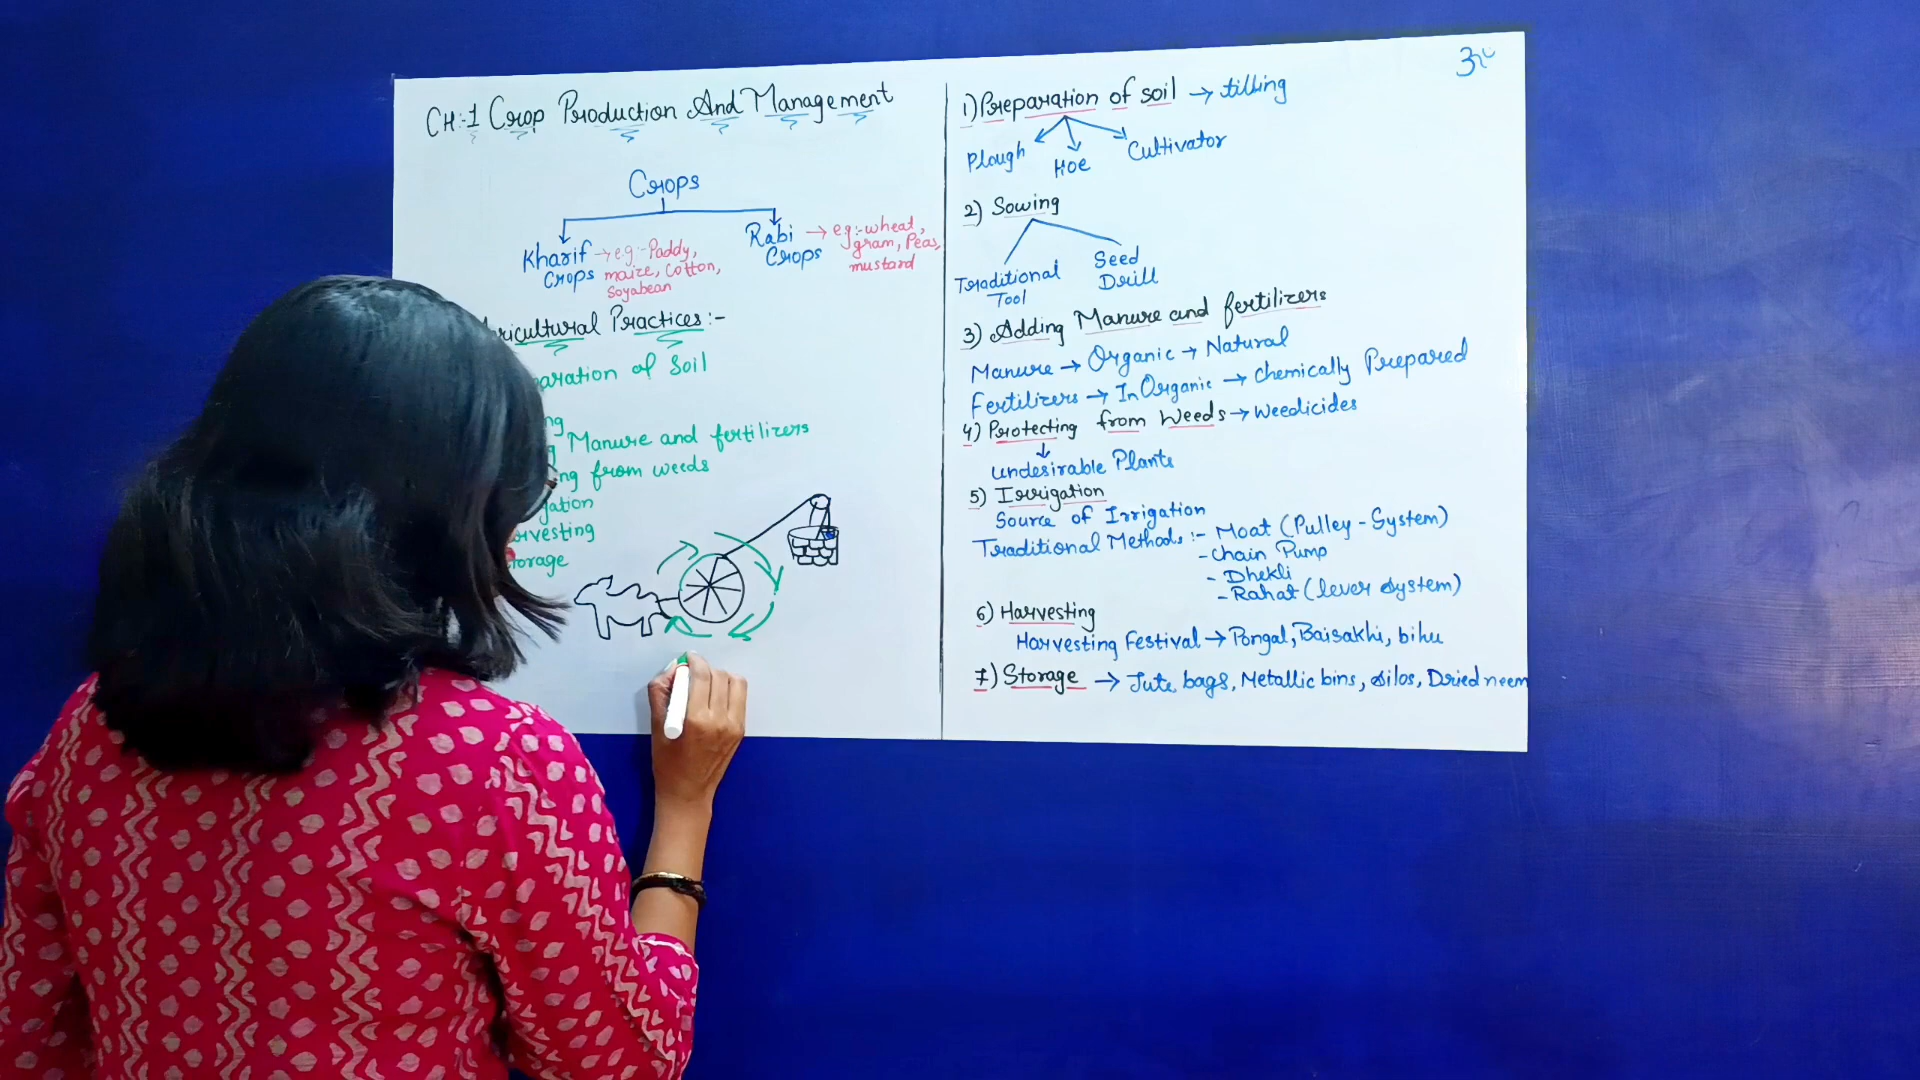 CH:-1 Crop Production And Management
Crops
Kharif → e.g:- Paddy,
Crops maize, Cotton,
Soyabean
Rabi → eg:- wheat,
Crops gram, Peas,
mustard
Practices:-
of Soil
Manure and fertilizers
from weeds
1) Preparation of soil → tilling
Plough
Hoe
Cultivator
2) Sowing
Traditional
Tool
Seed
Drill
3) Adding Manure and fertilizers
Manure → Organic → Natural
Fertilizers → InOrganic → Chemically Prepared
4) Protecting from Weeds → Weedicides
undesirable Plants
5) Irrigation
Source of Irrigation
Traditional Methods :- Moat (Pulley - System)
- Chain Pump
- Dhekli
- Rahat (lever System)
6) Harvesting
Harvesting Festival → Pongal, Baisakhi, bihu
7) Storage → Jute bags, Metallic bins, silos, Dried neem